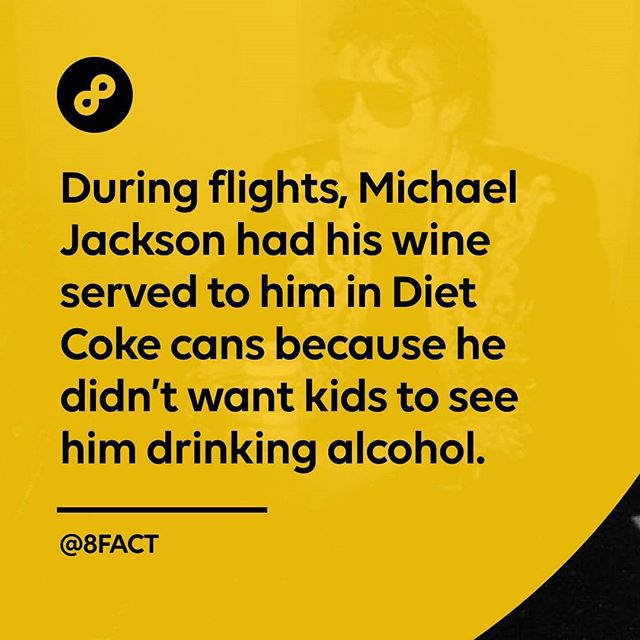 During flights, Michael
Jackson had his wine
served to him in Diet
Coke cans because he
didn't want kids to see
him drinking alcohol.
@8FACT